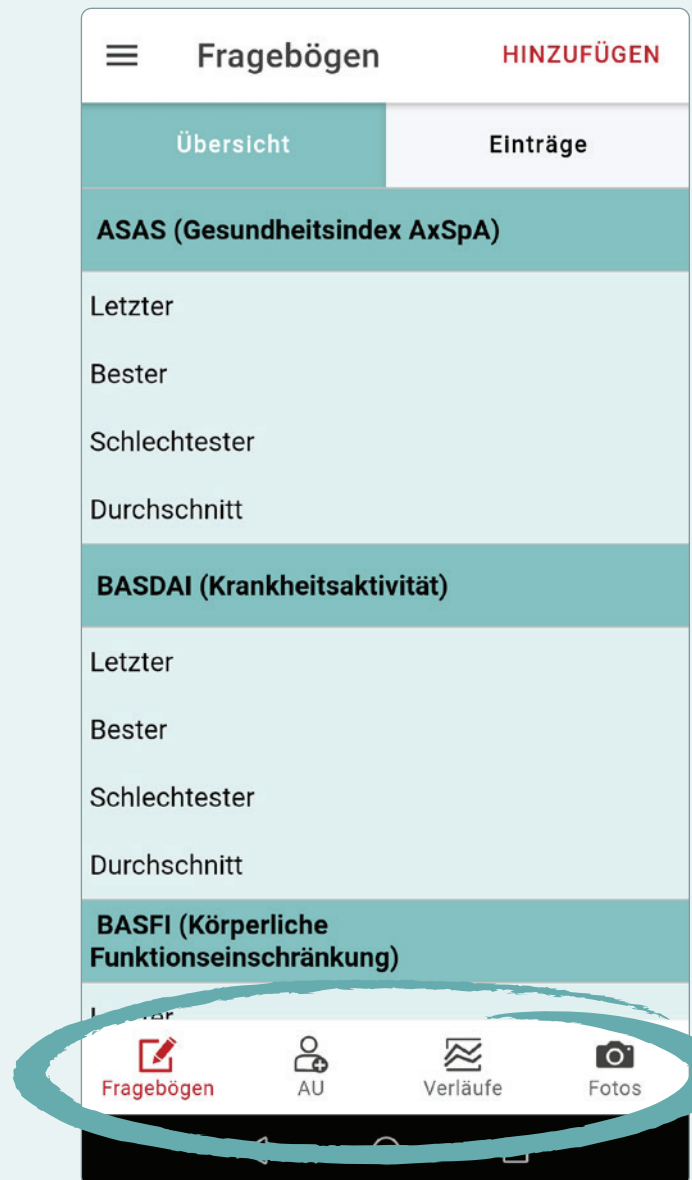 Fragebögen HINZUFÜGEN
Übersicht Einträge
ASAS (Gesundheitsindex AxSpA)
Letzter
Bester
Schlechtester
Durchschnitt
BASDAI (Krankheitsaktivität)
Letzter
Bester
Schlechtester
Durchschnitt
BASFI (Körperliche
Funktionseinschränkung)
Fragebögen AU Verläufe Fotos